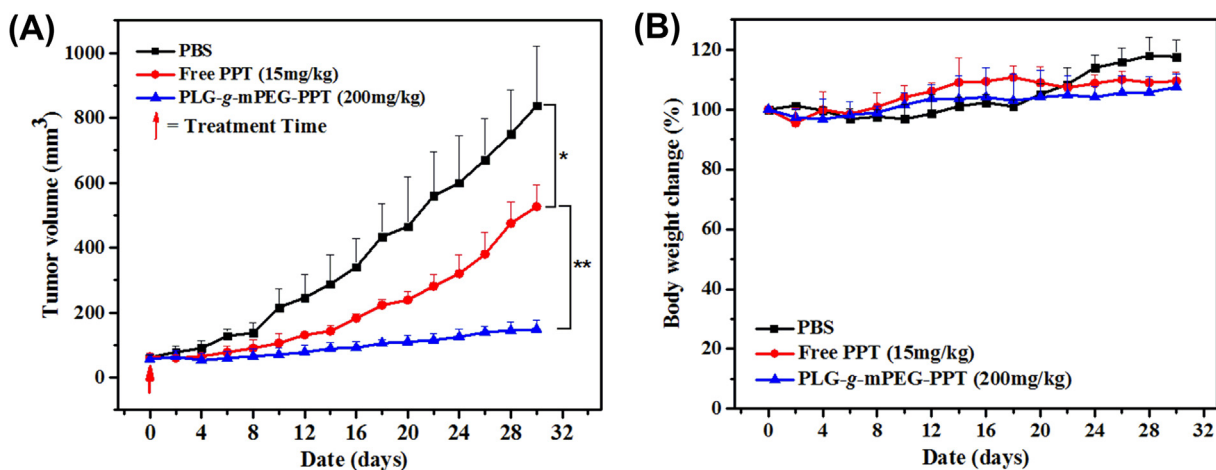 (A)
PBS
Free PPT (15mg/kg)
PLG-g-mPEG-PPT (200mg/kg)
= Treatment Time
Tumor volume (mm³)
1000
800
600
400
200
0
*
**
0 4 8 12 16 20 24 28 32
Date (days)
(B)
Body weight change (%)
120
100
80
60
40
20
0
PBS
Free PPT (15mg/kg)
PLG-g-mPEG-PPT (200mg/kg)
0 4 8 12 16 20 24 28 32
Date (days)